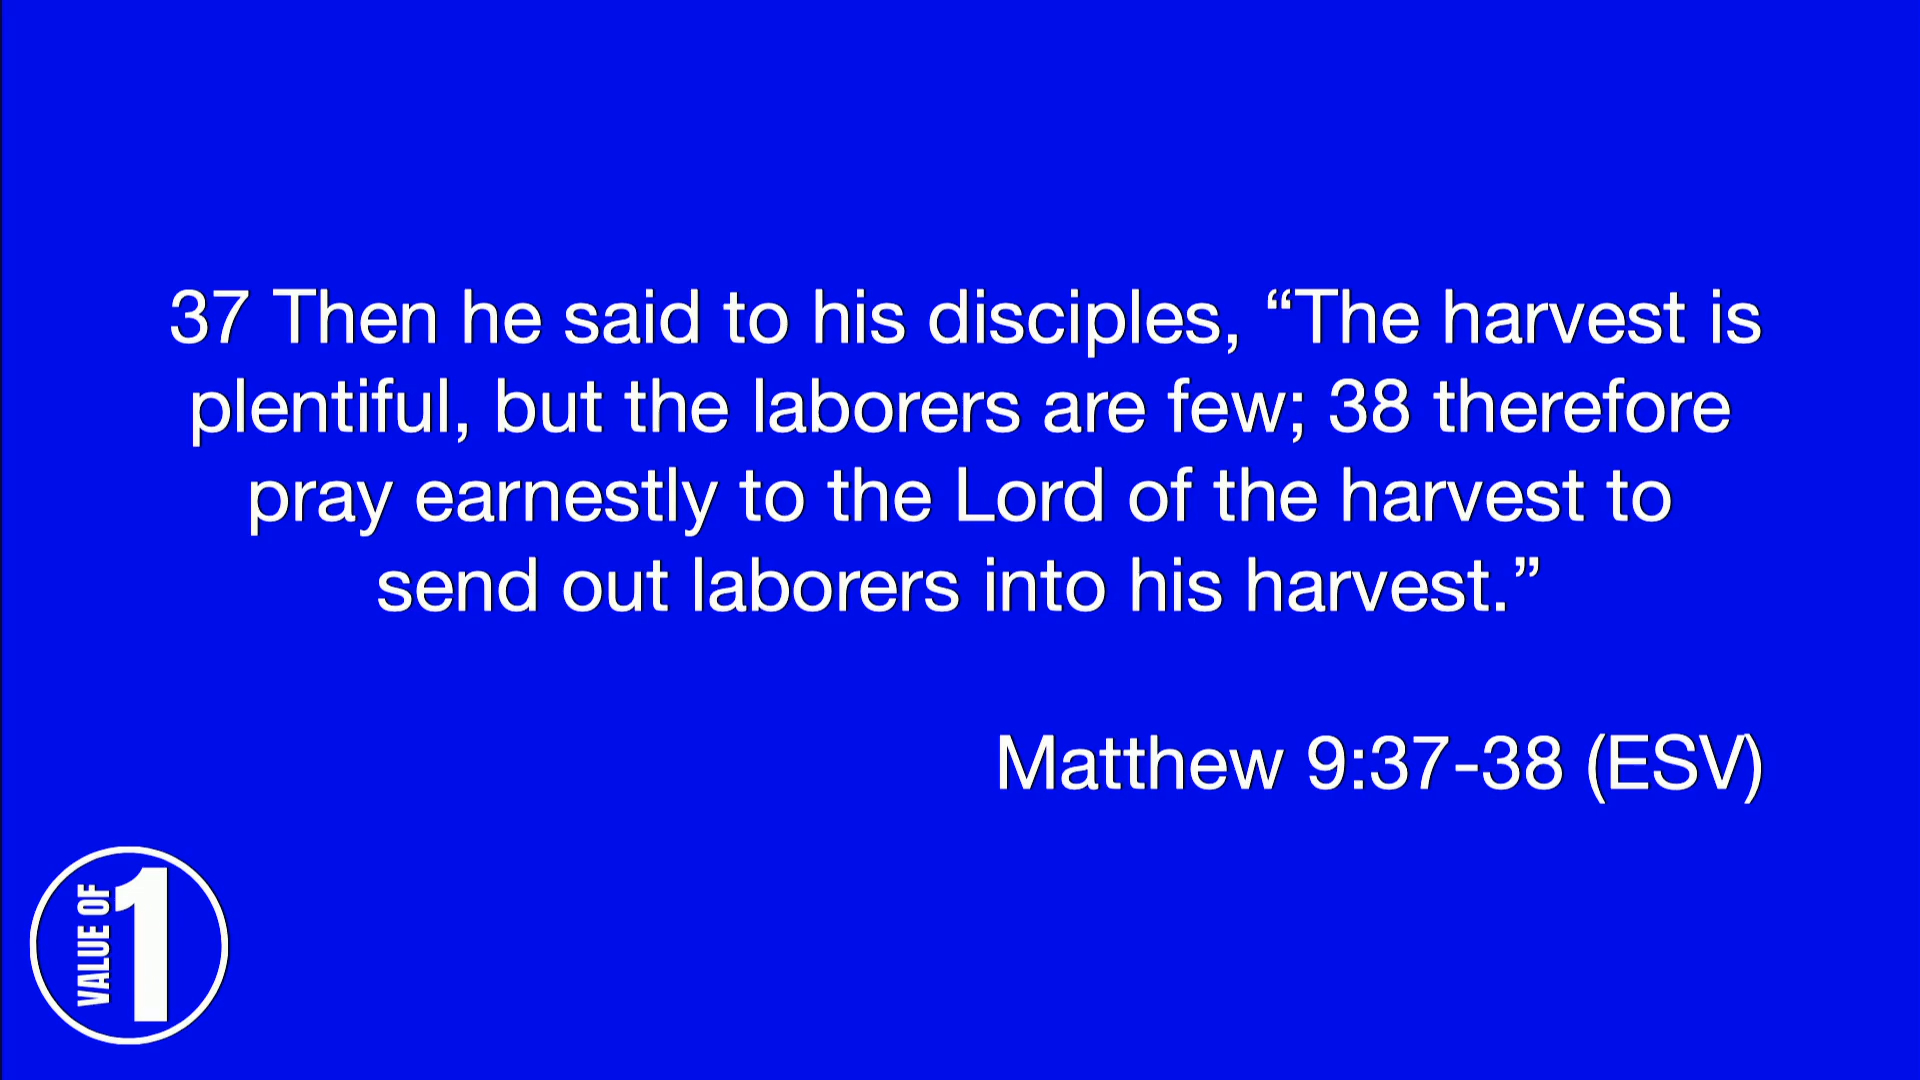 37 Then he said to his disciples, “The harvest is
plentiful, but the laborers are few; 38 therefore
pray earnestly to the Lord of the harvest to
send out laborers into his harvest.”
Matthew 9:37-38 (ESV)
VALUE OF 1